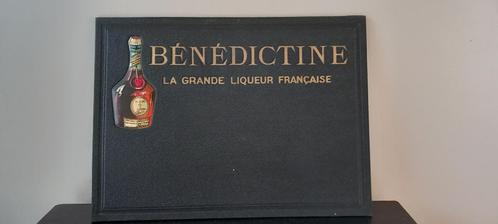 BÉNÉDICTINE
LA GRANDE LIQUEUR FRANÇAISE